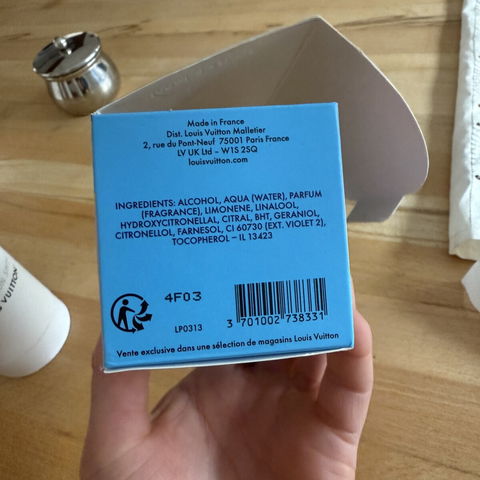 Made in France
Dist. Louis Vuitton Malletier
2, rue du Pont-Neuf 75001 Paris France
LV UK Ltd – W1S 2SQ
louisvuitton.com
INGREDIENTS: ALCOHOL, AQUA (WATER), PARFUM
(FRAGRANCE), LIMONENE, LINALOOL,
HYDROXYCITRONELLAL, CITRAL, BHT, GERANIOL,
CITRONELLOL, FARNESOL, CI 60730 (EXT. VIOLET 2),
TOCOPHEROL – IL 13423
4F03
LP0313
3 701002 738331
Vente exclusive dans une sélection de magasins Louis Vuitton
VUITTON